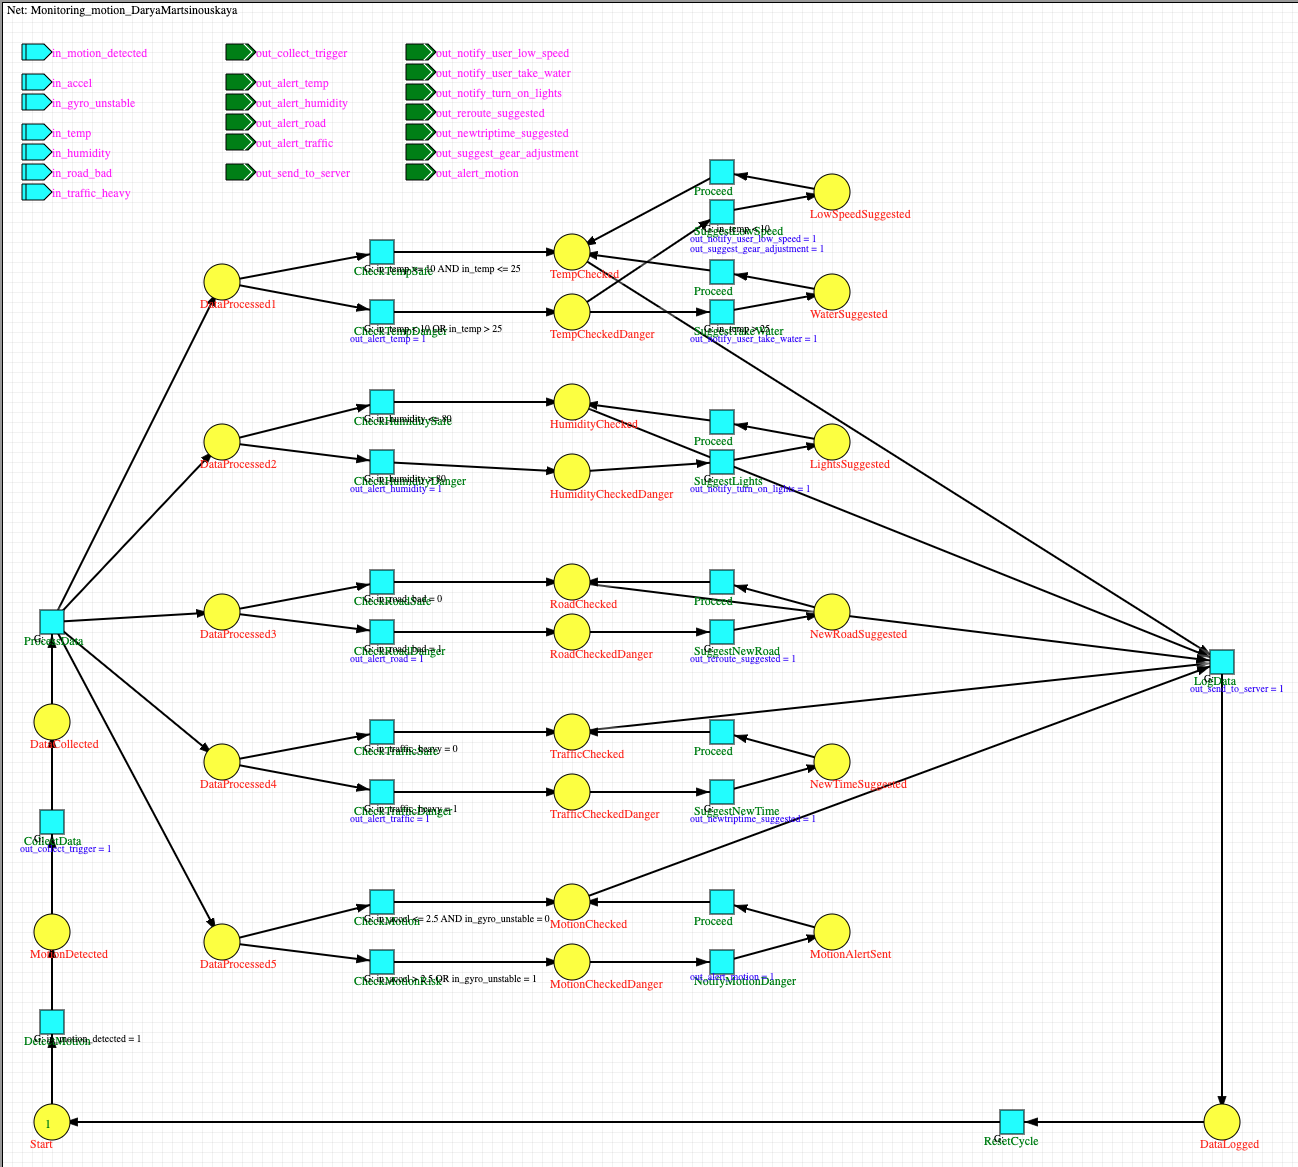 Net: Monitoring_motion_DaryaMartsinouskaya
in_motion_detected
in_accel
in_gyro_unstable
in_temp
in_humidity
in_road_bad
in_traffic_heavy
out_collect_trigger
out_alert_temp
out_alert_humidity
out_alert_road
out_alert_traffic
out_send_to_server
out_notify_user_low_speed
out_notify_user_take_water
out_notify_turn_on_lights
out_reroute_suggested
out_newtriptime_suggested
out_suggest_gear_adjustment
out_alert_motion
Proceed
LowSpeedSuggested
G: in_temp < 10
SuggestLowSpeed
out_notify_user_low_speed = 1
out_suggest_gear_adjustment = 1
CheckTempSafe
G: in_temp >= 10 AND in_temp <= 25
TempChecked
Proceed
WaterSuggested
DataProcessed1
CheckTempDanger
G: in_temp < 10 OR in_temp > 25
out_alert_temp = 1
TempCheckedDanger
G: in_temp > 25
SuggestTakeWater
out_notify_user_take_water = 1
CheckHumiditySafe
G: in_humidity <= 80
HumidityChecked
Proceed
LightsSuggested
DataProcessed2
CheckHumidityDanger
G: in_humidity > 80
out_alert_humidity = 1
HumidityCheckedDanger
G:
SuggestLights
out_notify_turn_on_lights = 1
CheckRoadSafe
G: in_road_bad = 0
RoadChecked
Proceed
NewRoadSuggested
G:
ProcessData
DataProcessed3
CheckRoadDanger
G: in_road_bad = 1
out_alert_road = 1
RoadCheckedDanger
G:
SuggestNewRoad
out_reroute_suggested = 1
G:
LogData
out_send_to_server = 1
DataCollected
CheckTrafficSafe
G: in_traffic_heavy = 0
TrafficChecked
Proceed
NewTimeSuggested
DataProcessed4
CheckTrafficDanger
G: in_traffic_heavy = 1
out_alert_traffic = 1
TrafficCheckedDanger
G:
SuggestNewTime
out_newtriptime_suggested = 1
G:
CollectData
out_collect_trigger = 1
CheckMotion
G: in_accel <= 2.5 AND in_gyro_unstable = 0
MotionChecked
Proceed
MotionAlertSent
MotionDetected
DataProcessed5
CheckMotionRisk
G: in_accel > 2.5 OR in_gyro_unstable = 1
MotionCheckedDanger
out_alert_motion = 1
NotifyMotionDanger
DetectMotion
G: in_motion_detected = 1
1
Start
G:
ResetCycle
DataLogged